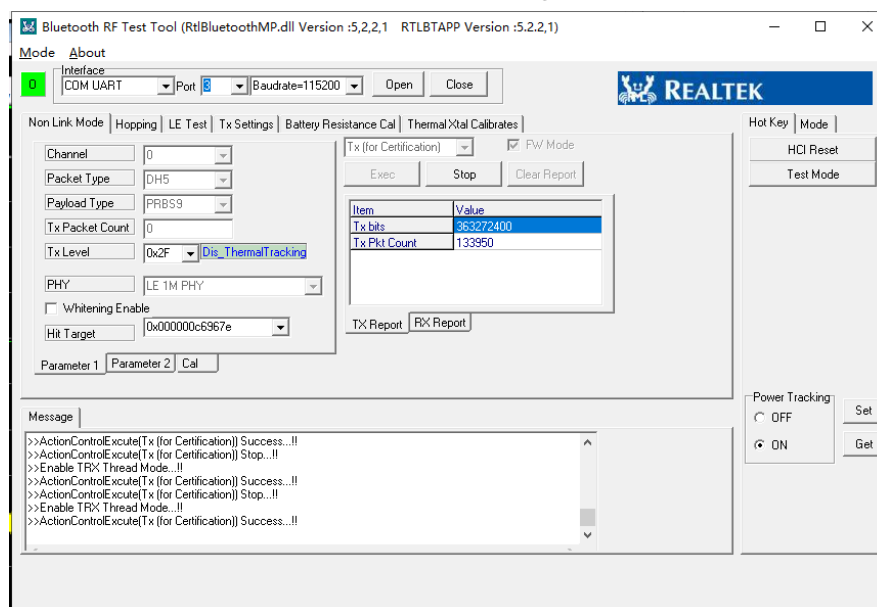 Bluetooth RF Test Tool (RtlBluetoothMP.dll Version :5,2,2,1 RTLBTAPP Version :5.2.2,1)
Mode About
Interface
0 COM UART Port 3 Baudrate=115200 Open Close
REALTEK
REALTEK
Non Link Mode Hopping LE Test Tx Settings Battery Resistance Cal Thermal Xtal Calibrates
Hot Key Mode
Channel 0
Tx (for Certification) FW Mode
HCI Reset
Packet Type DH5
Exec Stop Clear Report
Test Mode
Payload Type PRBS9
Item Value
Tx Packet Count 0
Tx bits 363272400
Tx Pkt Count 133950
Tx Level 0x2F Dis_ThermalTracking
PHY LE 1M PHY
Whitening Enable
Hit Target 0x000000c6967e
TX Report RX Report
Parameter 1 Parameter 2 Cal
Power Tracking
OFF Set
ON Get
Message
>>ActionControlExcute(Tx (for Certification)) Success...!!
>>ActionControlExcute(Tx (for Certification)) Stop...!!
>>Enable TRX Thread Mode...!!
>>ActionControlExcute(Tx (for Certification)) Success...!!
>>ActionControlExcute(Tx (for Certification)) Stop...!!
>>Enable TRX Thread Mode...!!
>>ActionControlExcute(Tx (for Certification)) Success...!!